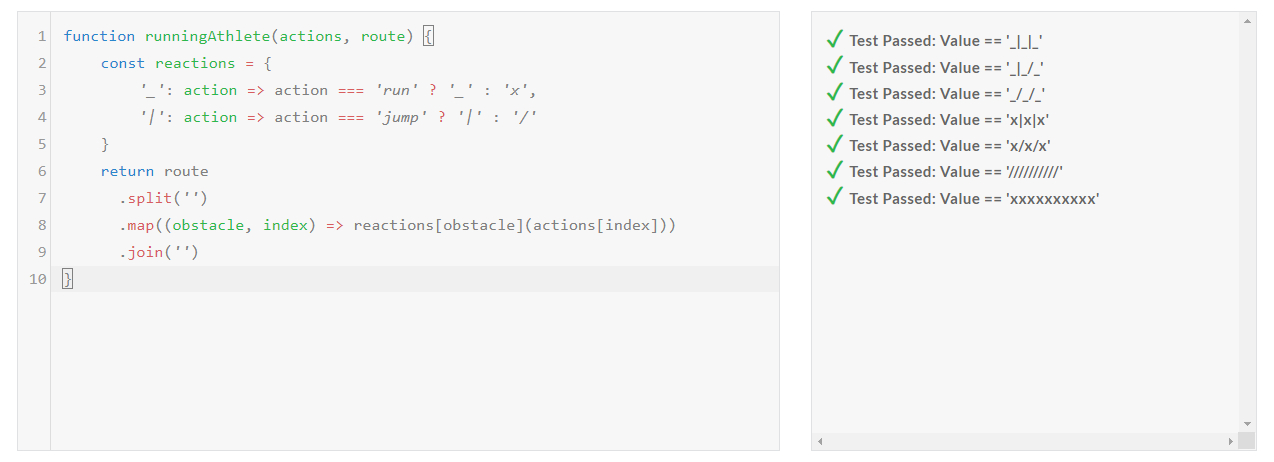 1 function runningAthlete(actions, route) {
2     const reactions = {
3         '_': action => action === 'run' ? '_' : 'x',
4         '|': action => action === 'jump' ? '|' : '/'
5     }
6     return route
7       .split('')
8       .map((obstacle, index) => reactions[obstacle](actions[index]))
9       .join('')
10 }
✓ Test Passed: Value == '_|_|_'
✓ Test Passed: Value == '_|_/_'
✓ Test Passed: Value == '_/_/_'
✓ Test Passed: Value == 'x|x|x'
✓ Test Passed: Value == 'x/x/x'
✓ Test Passed: Value == '//////////'
✓ Test Passed: Value == 'xxxxxxxxxx'